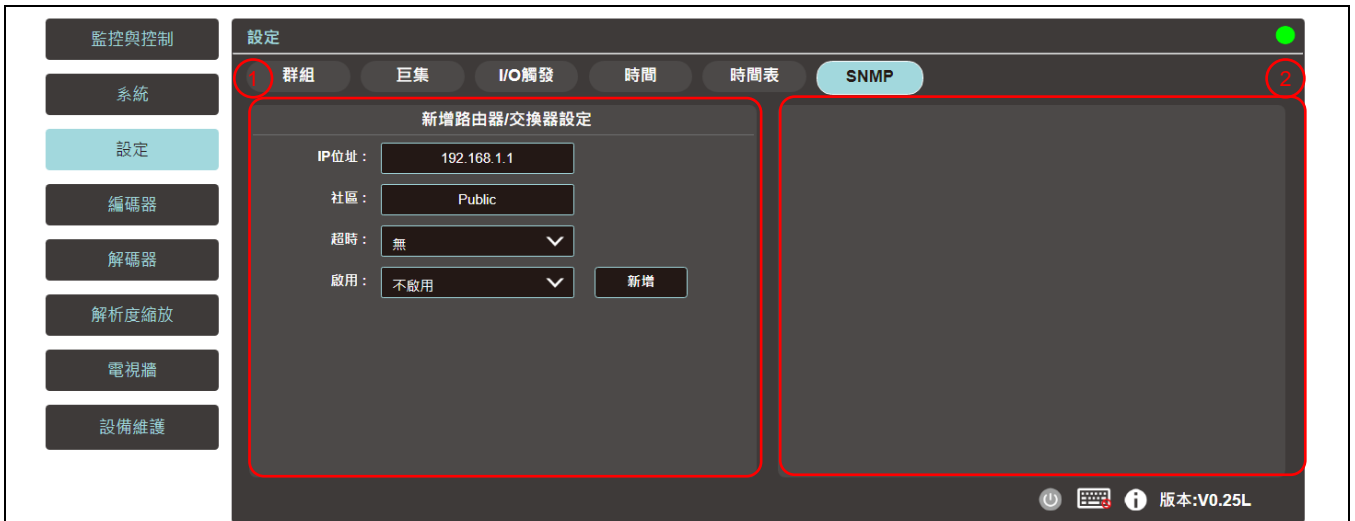 監控與控制
系統
設定
編碼器
解碼器
解析度縮放
電視牆
設備維護
設定
1 群組 巨集 I/O觸發 時間 時間表 SNMP 2
新增路由器/交換器設定
IP位址： 192.168.1.1
社區： Public
超時： 無
啟用： 不啟用 新增
版本:V0.25L